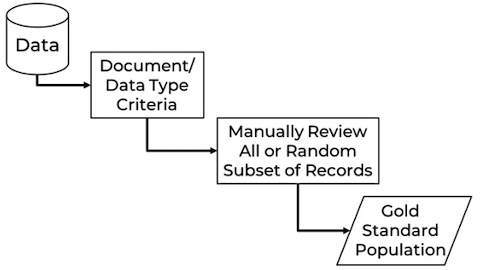 Data
Document/
Data Type
Criteria
Manually Review
All or Random
Subset of Records
Gold
Standard
Population